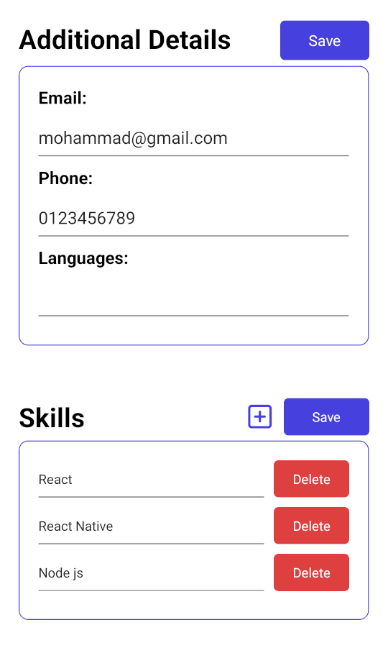 Additional Details Save
Email:
mohammad@gmail.com
Phone:
0123456789
Languages:
Skills Save
React Delete
React Native Delete
Node js Delete